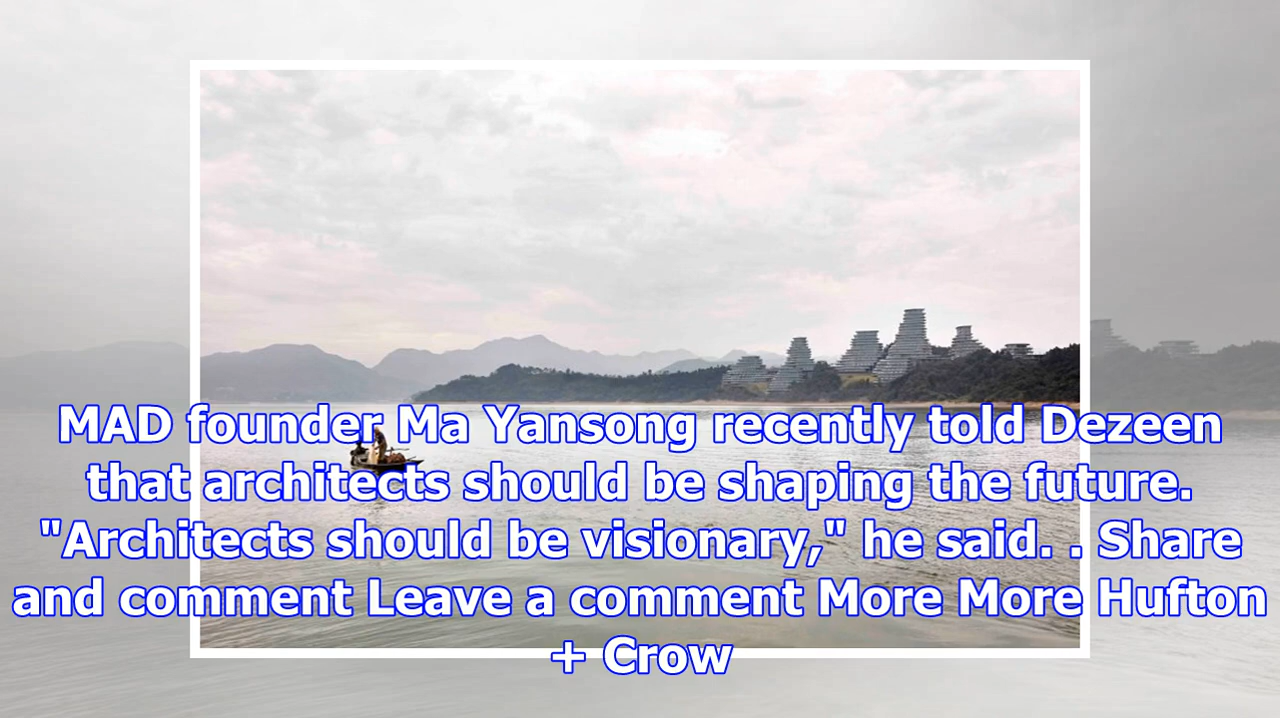 MAD founder Ma Yansong recently told Dezeen
that architects should be shaping the future.
"Architects should be visionary," he said. . Share
and comment Leave a comment More More Hufton
+ Crow